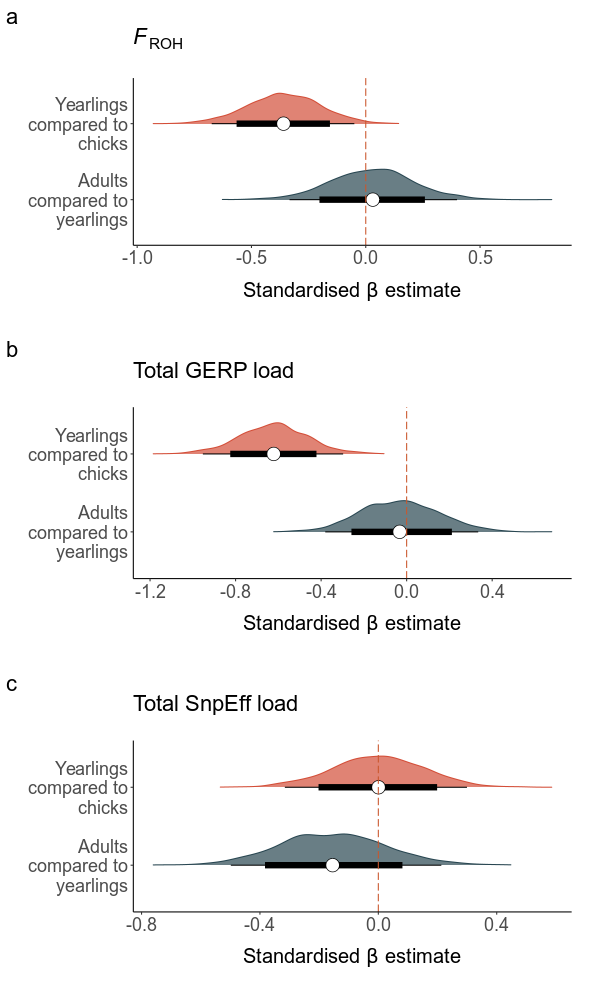 a
F ROH
Yearlings
compared to
chicks
Adults
compared to
yearlings
-1.0 -0.5 0.0 0.5
Standardised β estimate
b
Total GERP load
Yearlings
compared to
chicks
Adults
compared to
yearlings
-1.2 -0.8 -0.4 0.0 0.4
Standardised β estimate
c
Total SnpEff load
Yearlings
compared to
chicks
Adults
compared to
yearlings
-0.8 -0.4 0.0 0.4
Standardised β estimate